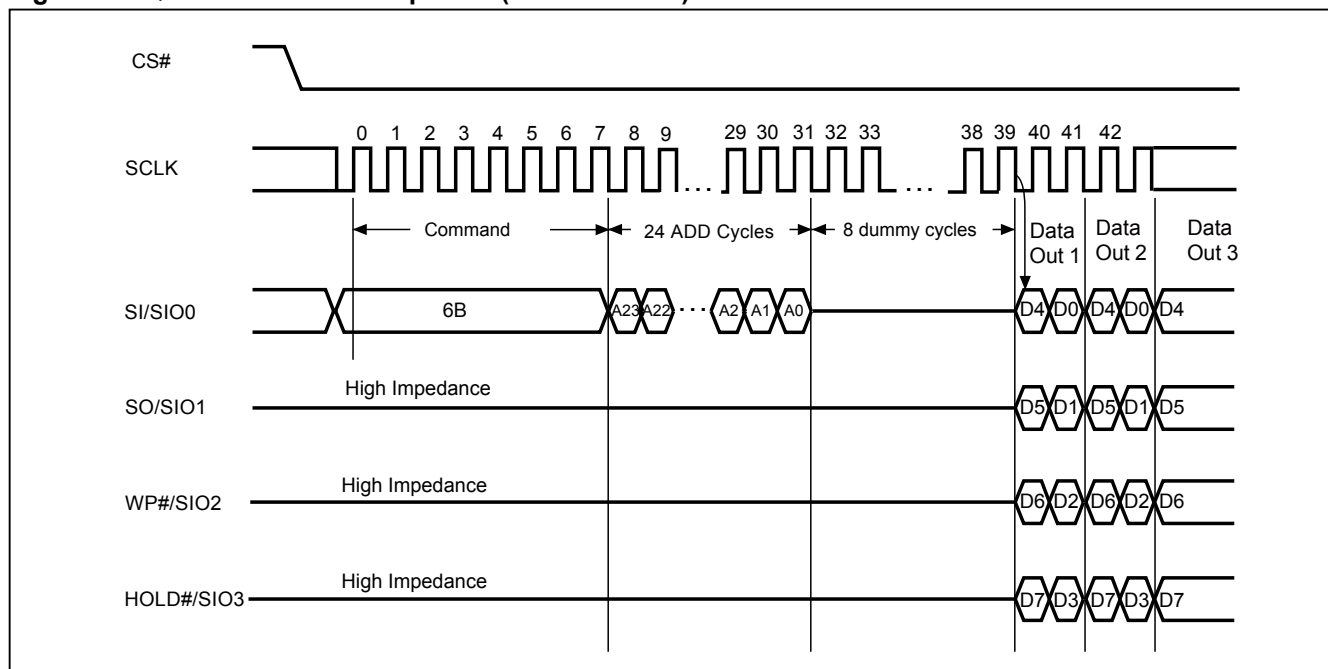 CS#
0 1 2 3 4 5 6 7 8 9 29 30 31 32 33 38 39 40 41 42
SCLK
... ...
Command 24 ADD Cycles 8 dummy cycles Data Out 1 Data Out 2 Data Out 3
SI/SIO0 6B A23 A22 ... A2 A1 A0 D4 D0 D4 D0 D4
High Impedance
SO/SIO1 D5 D1 D5 D1 D5
High Impedance
WP#/SIO2 D6 D2 D6 D2 D6
High Impedance
HOLD#/SIO3 D7 D3 D7 D3 D7